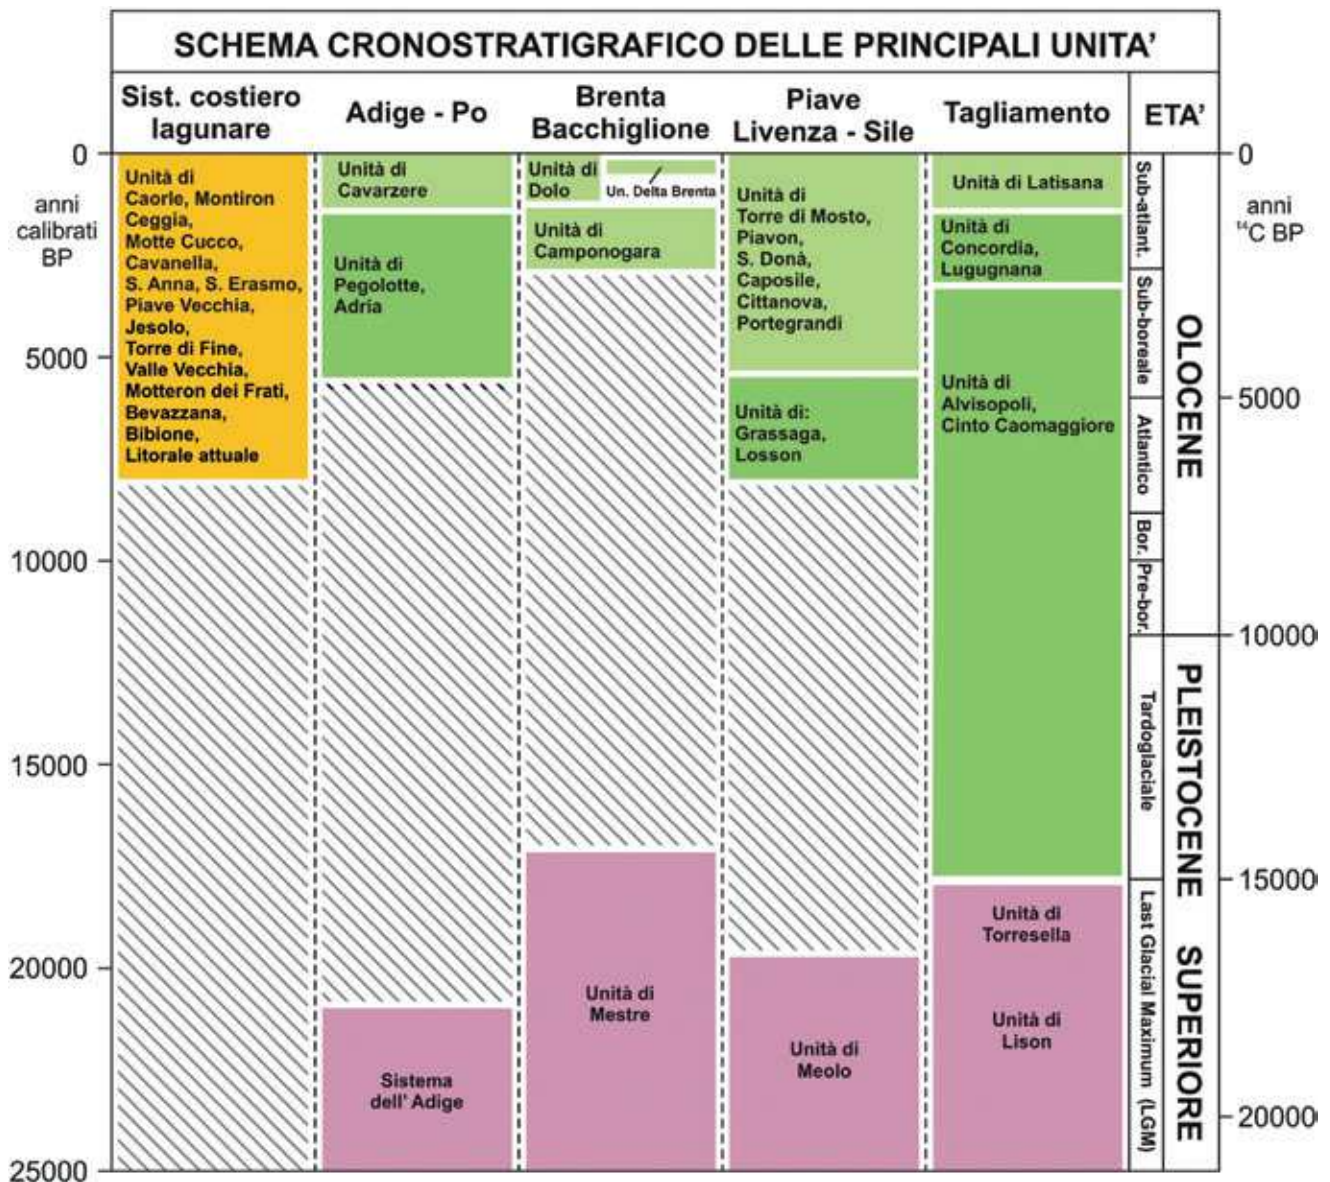 SCHEMA CRONOSTRATIGRAFICO DELLE PRINCIPALI UNITA'
Sist. costiero
lagunare
Adige - Po
Brenta
Bacchiglione
Piave
Livenza - Sile
Tagliamento
ETA'
0
anni
calibrati
BP
5000
10000
15000
20000
25000
Unità di
Caorle, Montiron
Ceggia,
Motte Cucco,
Cavanella,
S. Anna, S. Erasmo,
Piave Vecchia,
Jesolo,
Torre di Fine,
Valle Vecchia,
Motteron dei Frati,
Bevazzana,
Bibione,
Litorale attuale
Unità di
Cavarzere
Unità di
Pegolotte,
Adria
Sistema
dell' Adige
Unità di
Dolo
Un. Delta Brenta
Unità di
Camponogara
Unità di
Mestre
Unità di
Torre di Mosto,
Piavon,
S. Donà,
Caposile,
Cittanova,
Portegrandi
Unità di:
Grassaga,
Losson
Unità di
Meolo
Unità di Latisana
Unità di
Concordia,
Lugugnana
Unità di
Alvisopoli,
Cinto Caomaggiore
Unità di
Torresella
Unità di
Lison
Sub-atlant.
Sub-boreale
Atlantico
Bor.
Pre-bor.
Tardoglaciale
Last Glacial Maximum (LGM)
OLOCENE
PLEISTOCENE SUPERIORE
0
anni
¹⁴C BP
5000
10000
15000
20000